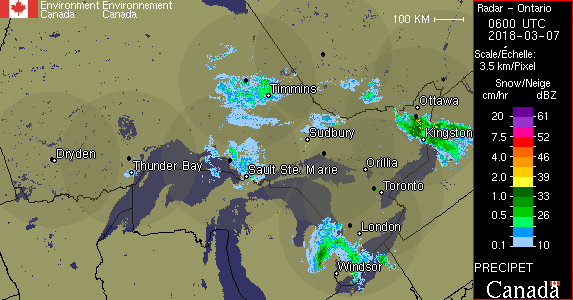 Environment Environnement
Canada Canada
100 KM
Timmins
Ottawa
Sudbury
Kingston
Dryden
Thunder Bay
Sault Ste. Marie
Orillia
Toronto
London
Windsor
Radar - Ontario
0600 UTC
2018-03-07
Scale/Échelle:
3.5 km/Pixel
Snow/Neige
cm/hr dBZ
20 61
7.5 52
4.0 46
2.0 39
1.0 33
0.5 26
0.1 10
PRECIPET
Canada